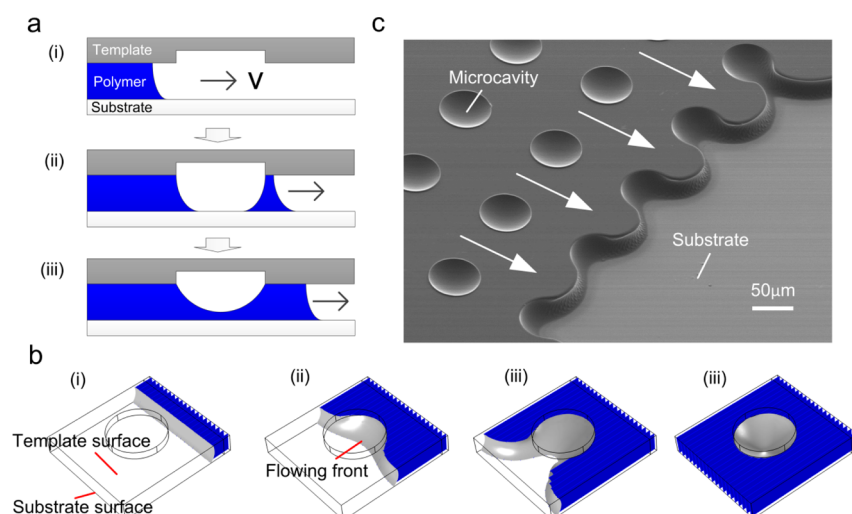 a
(i)
Template
Polymer
V
Substrate
(ii)
(iii)
c
Microcavity
Substrate
50μm
b
(i)
Template surface
Substrate surface
(ii)
Flowing front
(iii)
(iii)